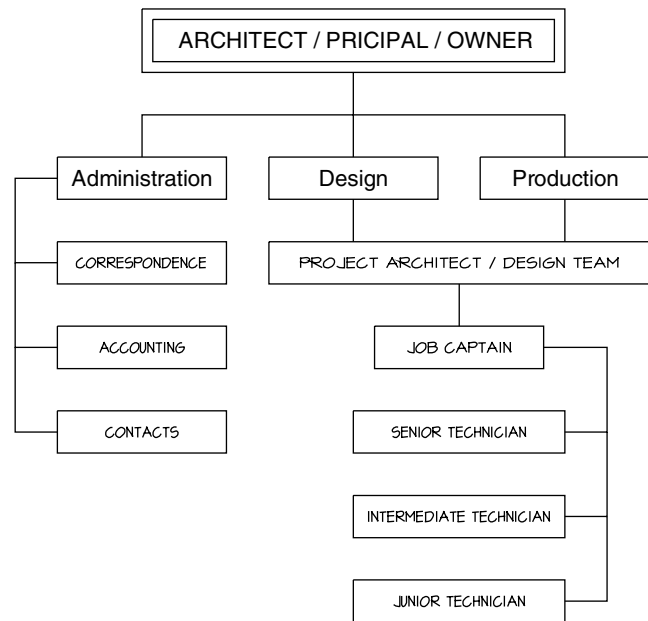 ARCHITECT / PRICIPAL / OWNER
Administration
Design
Production
CORRESPONDENCE
PROJECT ARCHITECT / DESIGN TEAM
ACCOUNTING
JOB CAPTAIN
CONTACTS
SENIOR TECHNICIAN
INTERMEDIATE TECHNICIAN
JUNIOR TECHNICIAN